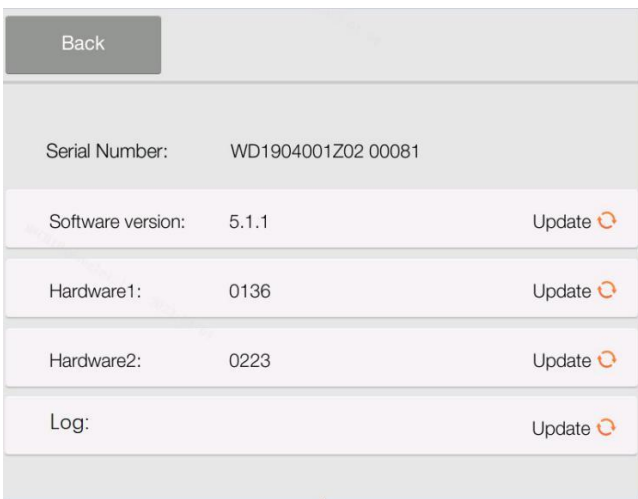 Back
Serial Number: WD1904001Z02 00081
Software version: 5.1.1 Update
Hardware1: 0136 Update
Hardware2: 0223 Update
Log: Update